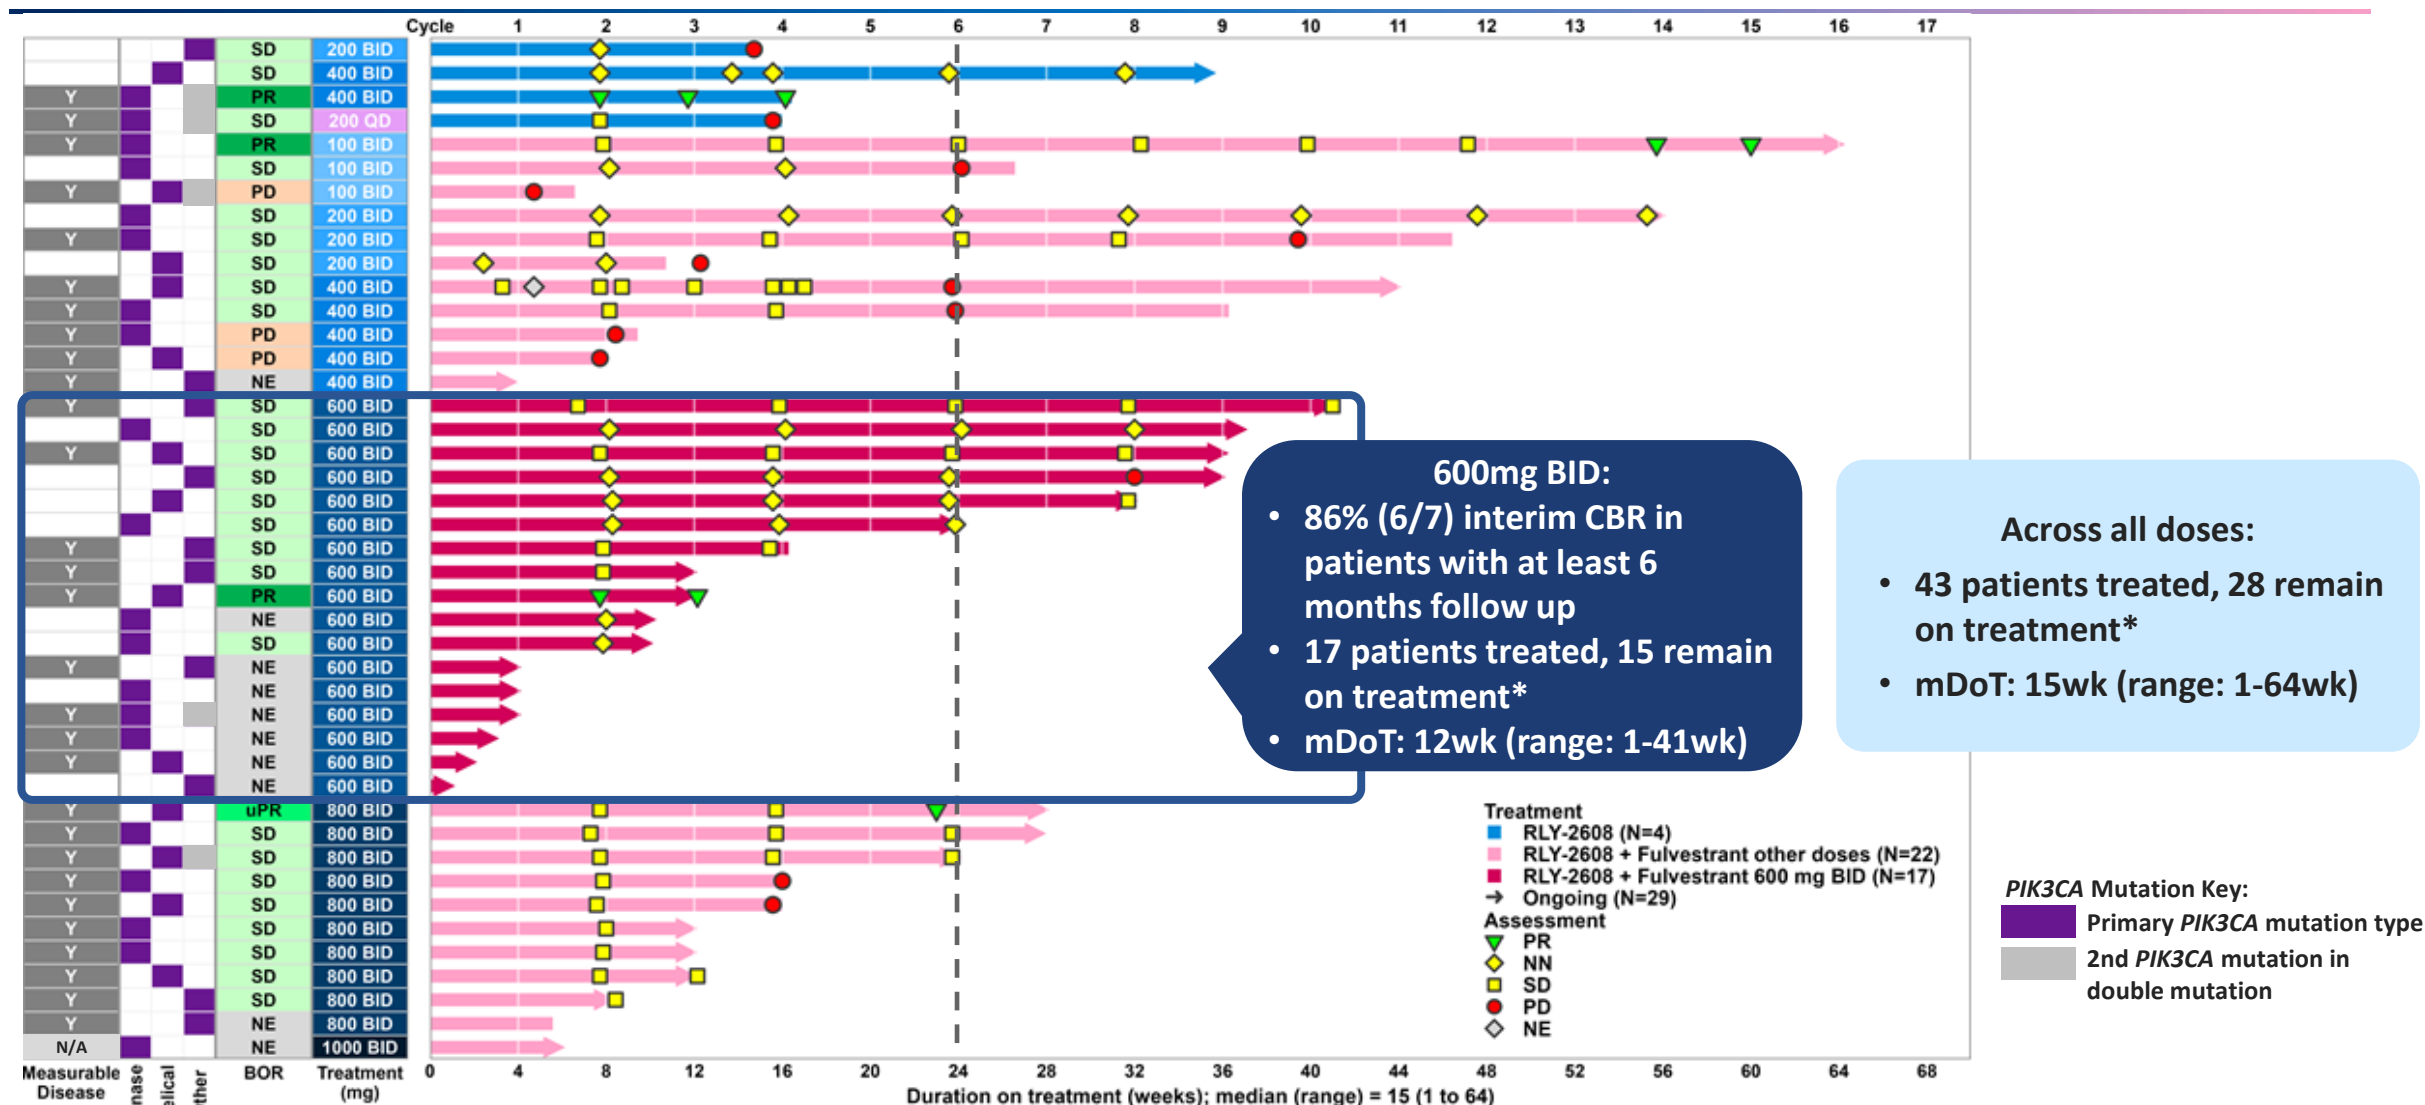 Cycle 1 2 3 4 5 6 7 8 9 10 11 12 13 14 15 16 17
SD 200 BID
SD 400 BID
Y PR 400 BID
Y SD 200 QD
Y PR 100 BID
SD 100 BID
Y PD 100 BID
SD 200 BID
Y SD 200 BID
SD 200 BID
Y SD 400 BID
Y SD 400 BID
Y PD 400 BID
Y PD 400 BID
Y NE 400 BID
Y SD 600 BID
SD 600 BID
Y SD 600 BID
SD 600 BID
SD 600 BID
SD 600 BID
Y SD 600 BID
Y SD 600 BID
Y PR 600 BID
NE 600 BID
SD 600 BID
Y NE 600 BID
NE 600 BID
Y NE 600 BID
Y NE 600 BID
Y NE 600 BID
NE 600 BID
Y uPR 800 BID
Y SD 800 BID
Y SD 800 BID
Y SD 800 BID
Y SD 800 BID
Y SD 800 BID
Y SD 800 BID
Y SD 800 BID
Y SD 800 BID
Y NE 800 BID
N/A NE 1000 BID
Measurable
Disease
nase
elical
ther
BOR
Treatment
(mg)
0 4 8 12 16 20 24 28 32 36 40 44 48 52 56 60 64 68
Duration on treatment (weeks); median (range) = 15 (1 to 64)
600mg BID:
• 86% (6/7) interim CBR in
patients with at least 6
months follow up
• 17 patients treated, 15 remain
on treatment*
• mDoT: 12wk (range: 1-41wk)
Across all doses:
• 43 patients treated, 28 remain
on treatment*
• mDoT: 15wk (range: 1-64wk)
Treatment
RLY-2608 (N=4)
RLY-2608 + Fulvestrant other doses (N=22)
RLY-2608 + Fulvestrant 600 mg BID (N=17)
→ Ongoing (N=29)
Assessment
PR
NN
SD
PD
NE
PIK3CA Mutation Key:
Primary PIK3CA mutation type
2nd PIK3CA mutation in
double mutation